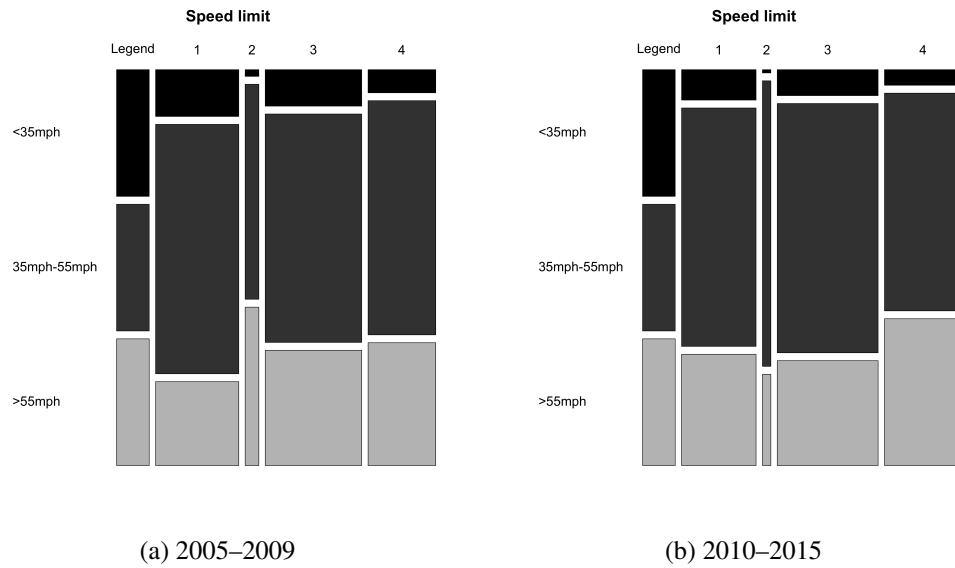 Speed limit
Legend 1 2 3 4
<35mph
35mph-55mph
>55mph
(a) 2005–2009
Speed limit
Legend 1 2 3 4
<35mph
35mph-55mph
>55mph
(b) 2010–2015